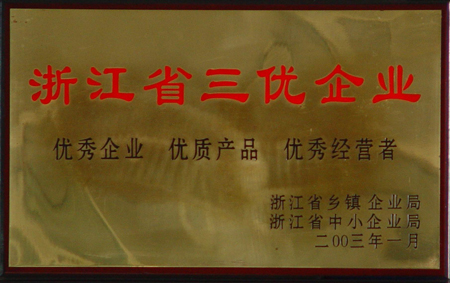 浙江省三优企业
优秀企业 优质产品 优秀经营者
浙江省乡镇企业局
浙江省中小企业局
二00三年一月